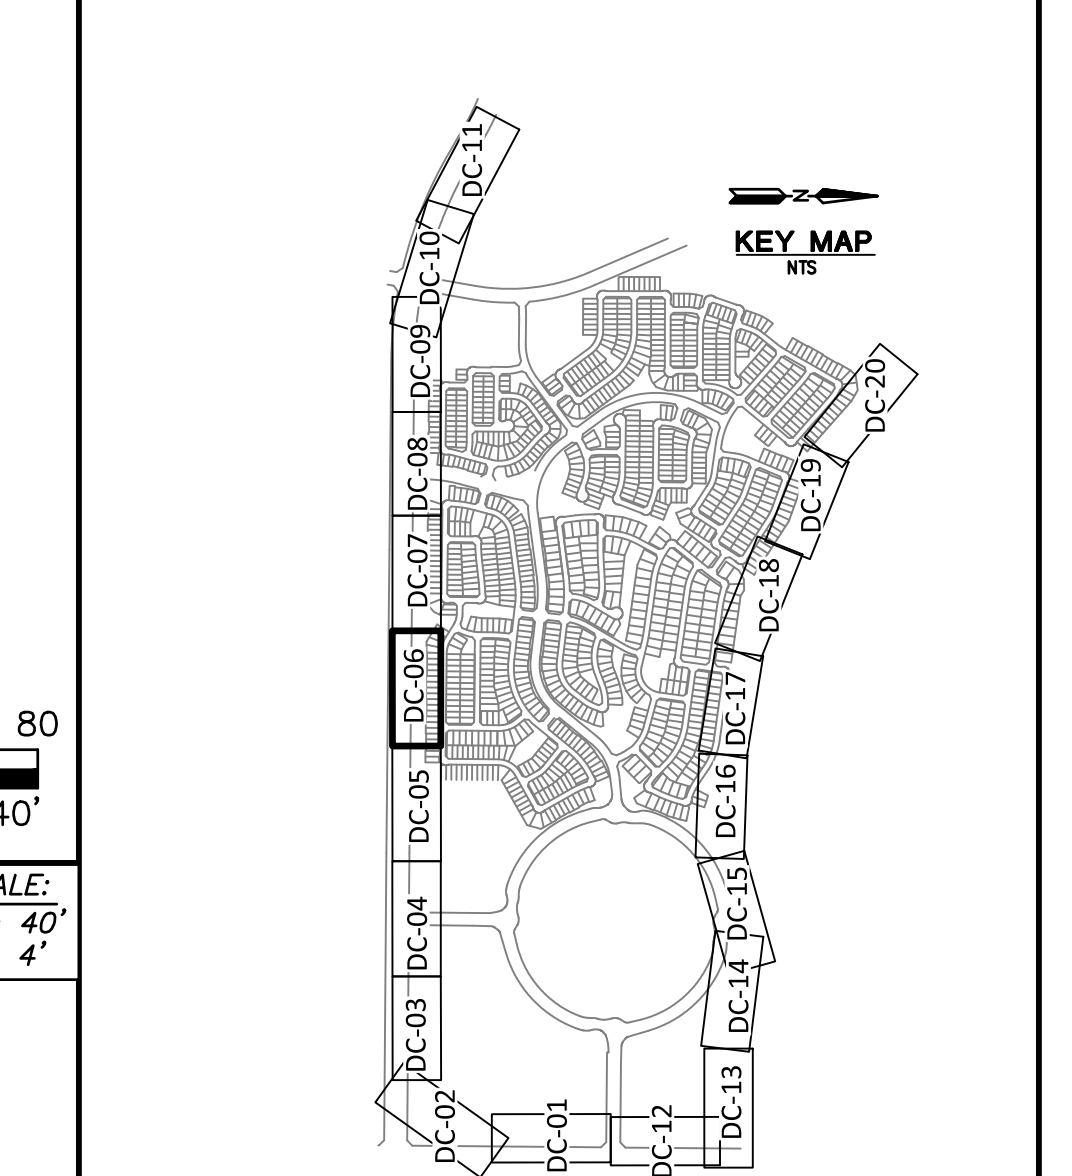 DC-11
N
KEY MAP
NTS
DC-10
DC-09
DC-20
DC-08
DC-19
DC-07
DC-18
DC-06
DC-17
80
40'
DC-05
DC-16
ALE:
40'
4'
DC-15
DC-04
DC-14
DC-03
DC-13
DC-02
DC-01
DC-12